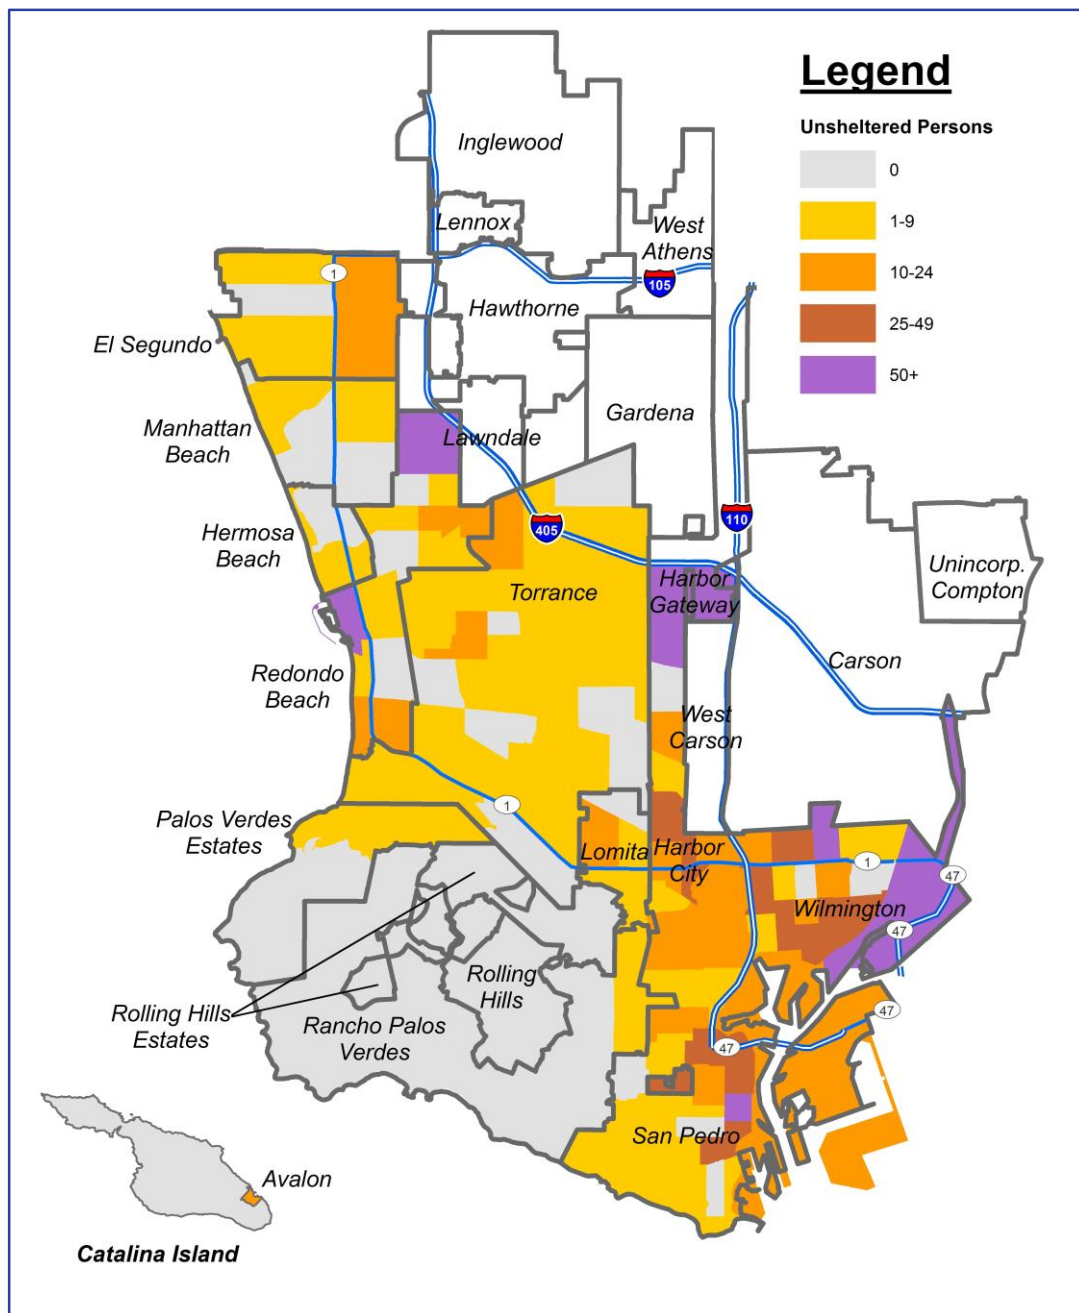 Legend
Unsheltered Persons
0
1-9
10-24
25-49
50+
Inglewood
Lennox
West
Athens
1
105
Hawthorne
El Segundo
Gardena
Manhattan
Beach
Lawndale
405
110
Hermosa
Beach
Unincorp.
Compton
Torrance
Harbor
Gateway
Redondo
Beach
Carson
West
Carson
1
Palos Verdes
Estates
Lomita
Harbor
City
1
47
Wilmington
47
Rolling
Hills
Rolling Hills
Estates
Rancho Palos
Verdes
47
47
San Pedro
Avalon
Catalina Island